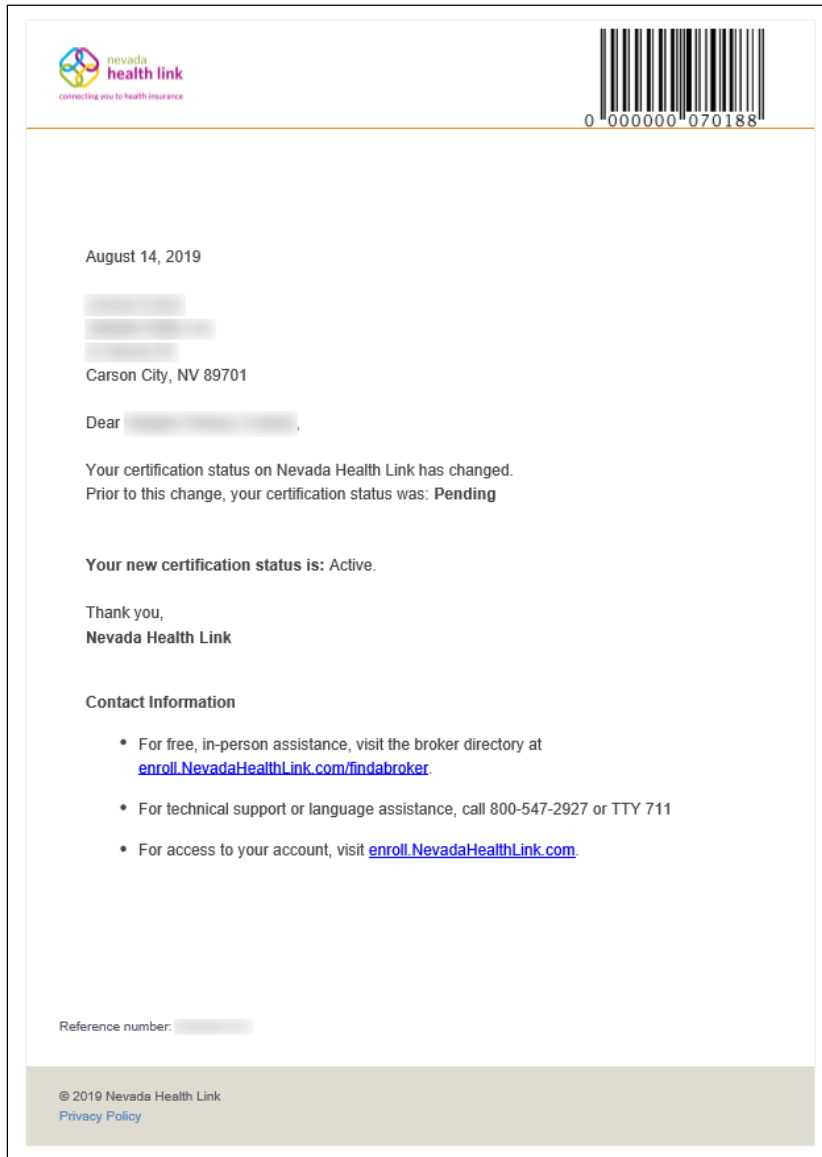 nevada
health link
connecting you to health insurance
0 000000 070188
August 14, 2019
Carson City, NV 89701
Dear ,
Your certification status on Nevada Health Link has changed.
Prior to this change, your certification status was: Pending
Your new certification status is: Active.
Thank you,
Nevada Health Link
Contact Information
• For free, in-person assistance, visit the broker directory at
enroll.NevadaHealthLink.com/findabroker.
• For technical support or language assistance, call 800-547-2927 or TTY 711
• For access to your account, visit enroll.NevadaHealthLink.com.
Reference number:
© 2019 Nevada Health Link
Privacy Policy